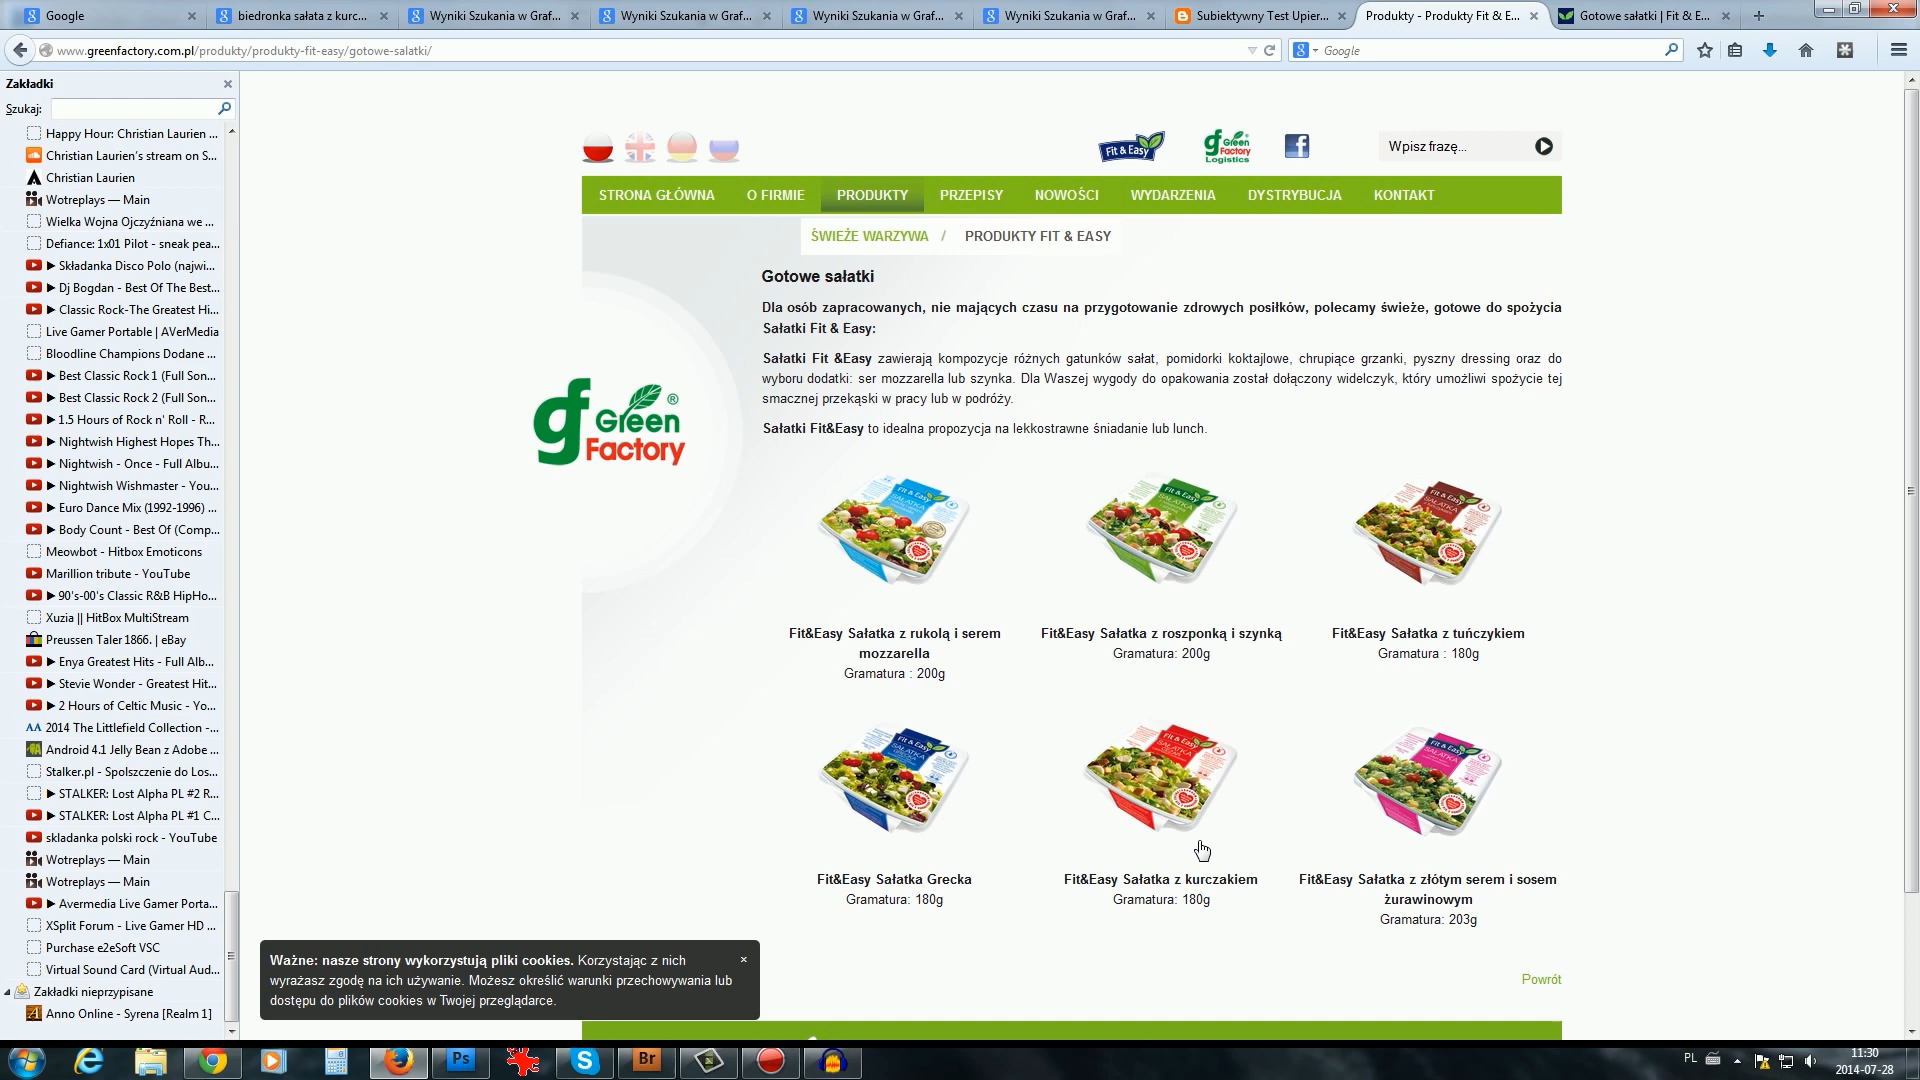 Google
biedronka sałata z kurc...
Wyniki Szukania w Graf...
Wyniki Szukania w Graf...
Wyniki Szukania w Graf...
Wyniki Szukania w Graf...
Subiektywny Test Upier...
Produkty - Produkty Fit & E...
Gotowe sałatki | Fit & E...
www.greenfactory.com.pl/produkty/produkty-fit-easy/gotowe-salatki/
Google
Zakładki
Szukaj:
Happy Hour: Christian Laurien ...
Christian Laurien's stream on S...
Christian Laurien
Wotreplays — Main
Wielka Wojna Ojczyźniana we ...
Defiance: 1x01 Pilot - sneak pea...
▶ Składanka Disco Polo (najwi...
▶ Dj Bogdan - Best Of The Best...
▶ Classic Rock-The Greatest Hi...
Live Gamer Portable | AVerMedia
Bloodline Champions Dodane ...
▶ Best Classic Rock 1 (Full Son...
▶ Best Classic Rock 2 (Full Son...
▶ 1.5 Hours of Rock n' Roll - R...
▶ Nightwish Highest Hopes Th...
▶ Nightwish - Once - Full Albu...
▶ Nightwish Wishmaster - You...
▶ Euro Dance Mix (1992-1996) ...
▶ Body Count - Best Of (Comp...
Meowbot - Hitbox Emoticons
Marillion tribute - YouTube
▶ 90's-00's Classic R&B HipHo...
Xuzia || HitBox MultiStream
Preussen Taler 1866. | eBay
▶ Enya Greatest Hits - Full Alb...
▶ Stevie Wonder - Greatest Hit...
▶ 2 Hours of Celtic Music - Yo...
2014 The Littlefield Collection -...
Android 4.1 Jelly Bean z Adobe ...
Stalker.pl - Spolszczenie do Los...
▶ STALKER: Lost Alpha PL #2 R...
▶ STALKER: Lost Alpha PL #1 C...
skladanka polski rock - YouTube
Wotreplays — Main
Wotreplays — Main
▶ Avermedia Live Gamer Porta...
XSplit Forum - Live Gamer HD ...
Purchase e2eSoft VSC
Virtual Sound Card (Virtual Aud...
Zakładki nieprzypisane
Anno Online - Syrena [Realm 1]
Fit & Easy
Green Factory Logistics
Wpisz frazę...
STRONA GŁÓWNA
O FIRMIE
PRODUKTY
PRZEPISY
NOWOŚCI
WYDARZENIA
DYSTRYBUCJA
KONTAKT
ŚWIEŻE WARZYWA / PRODUKTY FIT & EASY
gf Green Factory ®
Gotowe sałatki
Dla osób zapracowanych, nie mających czasu na przygotowanie zdrowych posiłków, polecamy świeże, gotowe do spożycia
Sałatki Fit & Easy:
Sałatki Fit &Easy zawierają kompozycje różnych gatunków sałat, pomidorki koktajlowe, chrupiące grzanki, pyszny dressing oraz do
wyboru dodatki: ser mozzarella lub szynka. Dla Waszej wygody do opakowania został dołączony widelczyk, który umożliwi spożycie tej
smacznej przekąski w pracy lub w podróży.
Sałatki Fit&Easy to idealna propozycja na lekkostrawne śniadanie lub lunch.
Fit&Easy Sałatka z rukolą i serem
mozzarella
Gramatura : 200g
Fit&Easy Sałatka z roszponką i szynką
Gramatura: 200g
Fit&Easy Sałatka z tuńczykiem
Gramatura : 180g
Fit&Easy Sałatka Grecka
Gramatura: 180g
Fit&Easy Sałatka z kurczakiem
Gramatura: 180g
Fit&Easy Sałatka z złótym serem i sosem
żurawinowym
Gramatura: 203g
Powrót
Ważne: nasze strony wykorzystują pliki cookies. Korzystając z nich
wyrażasz zgodę na ich używanie. Możesz określić warunki przechowywania lub
dostępu do plików cookies w Twojej przeglądarce.
Ps
Br
PL
11:30
2014-07-28